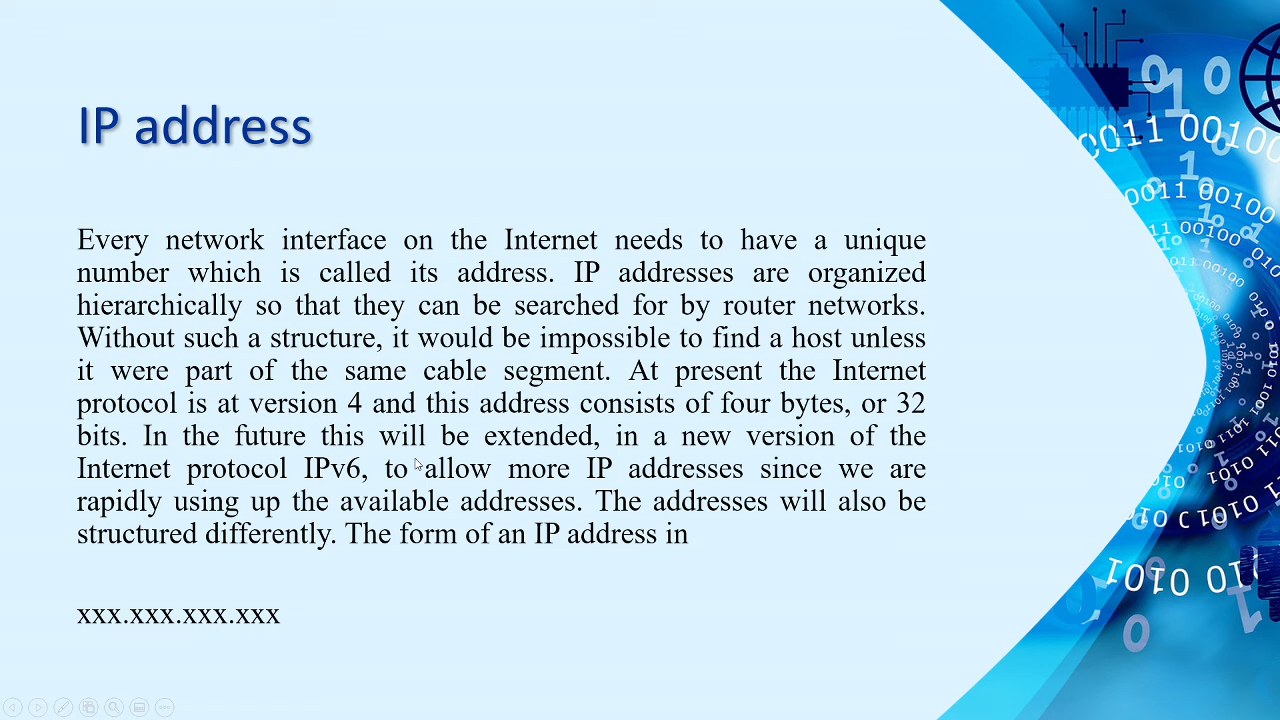 IP address
Every network interface on the Internet needs to have a unique
number which is called its address. IP addresses are organized
hierarchically so that they can be searched for by router networks.
Without such a structure, it would be impossible to find a host unless
it were part of the same cable segment. At present the Internet
protocol is at version 4 and this address consists of four bytes, or 32
bits. In the future this will be extended, in a new version of the
Internet protocol IPv6, to allow more IP addresses since we are
rapidly using up the available addresses. The addresses will also be
structured differently. The form of an IP address in
xxx.xxx.xxx.xxx